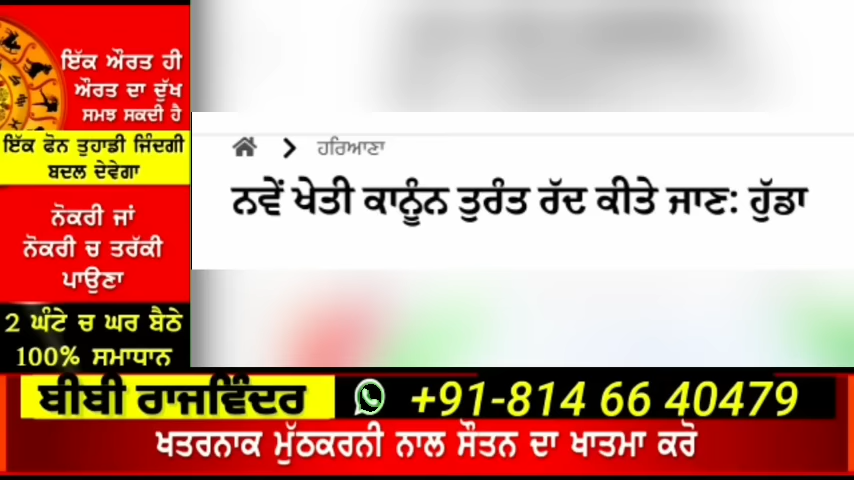 ਇੱਕ ਔਰਤ ਹੀ
ਔਰਤ ਦਾ ਦੁੱਖ
ਸਮਝ ਸਕਦੀ ਹੈ
ਇੱਕ ਫੋਨ ਤੁਹਾਡੀ ਜਿੰਦਗੀ
ਬਦਲ ਦੇਵੇਗਾ
ਨੋਕਰੀ ਜਾਂ
ਨੋਕਰੀ ਚ ਤਰੱਕੀ
ਪਾਉਣਾ
2 ਘੰਟੇ ਚ ਘਰ ਬੈਠੇ
100% ਸਮਾਧਾਨ
ਹਰਿਆਣਾ
ਨਵੇਂ ਖੇਤੀ ਕਾਨੂੰਨ ਤੁਰੰਤ ਰੱਦ ਕੀਤੇ ਜਾਣ: ਹੁੱਡਾ
ਬੀਬੀ ਰਾਜਵਿੰਦਰ +91-814 66 40479
ਖਤਰਨਾਕ ਮੁੱਠਕਰਨੀ ਨਾਲ ਸੌਤਨ ਦਾ ਖਾਤਮਾ ਕਰੋ